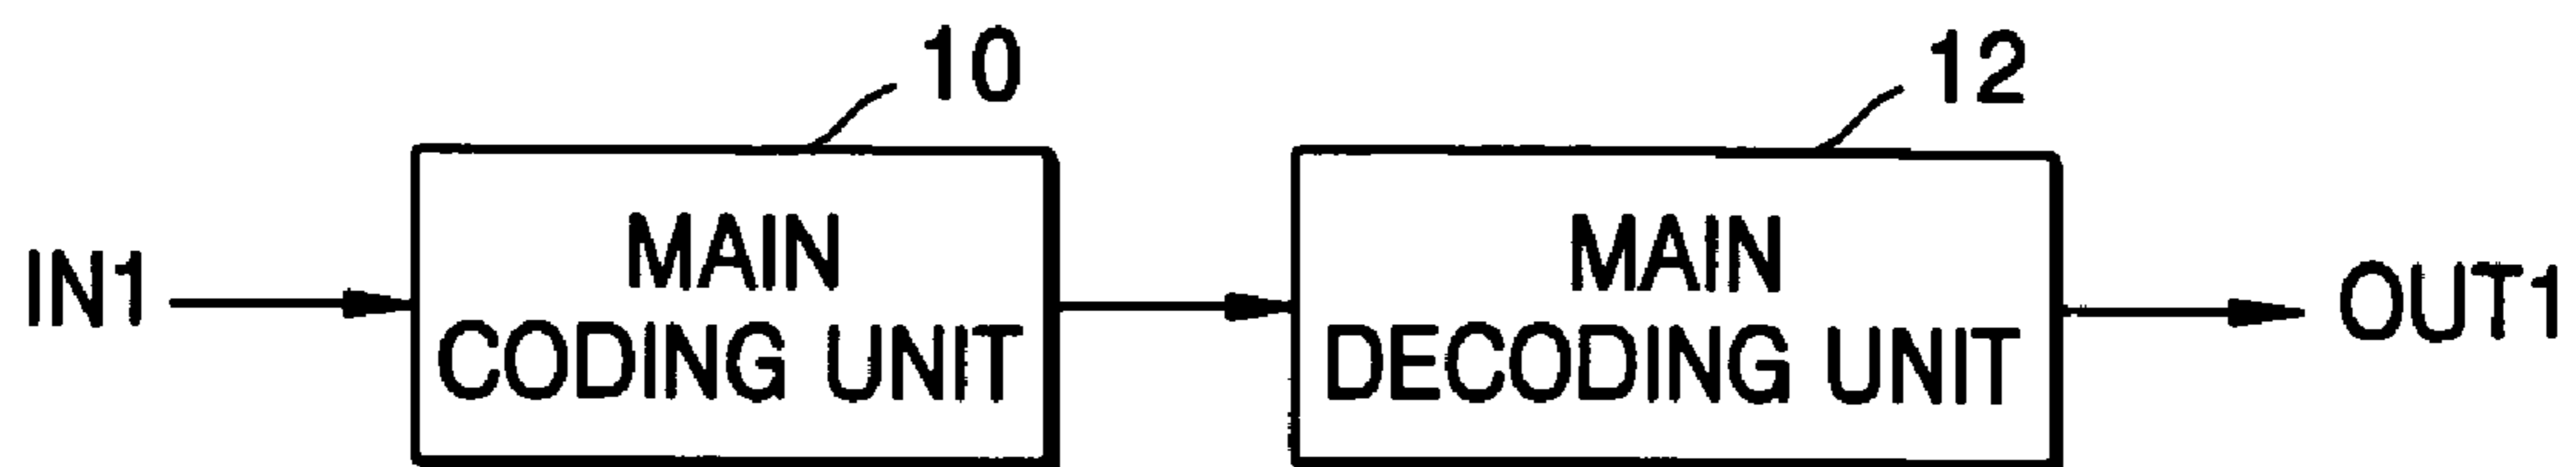 10
12
IN1
MAIN
CODING UNIT
MAIN
DECODING UNIT
OUT1